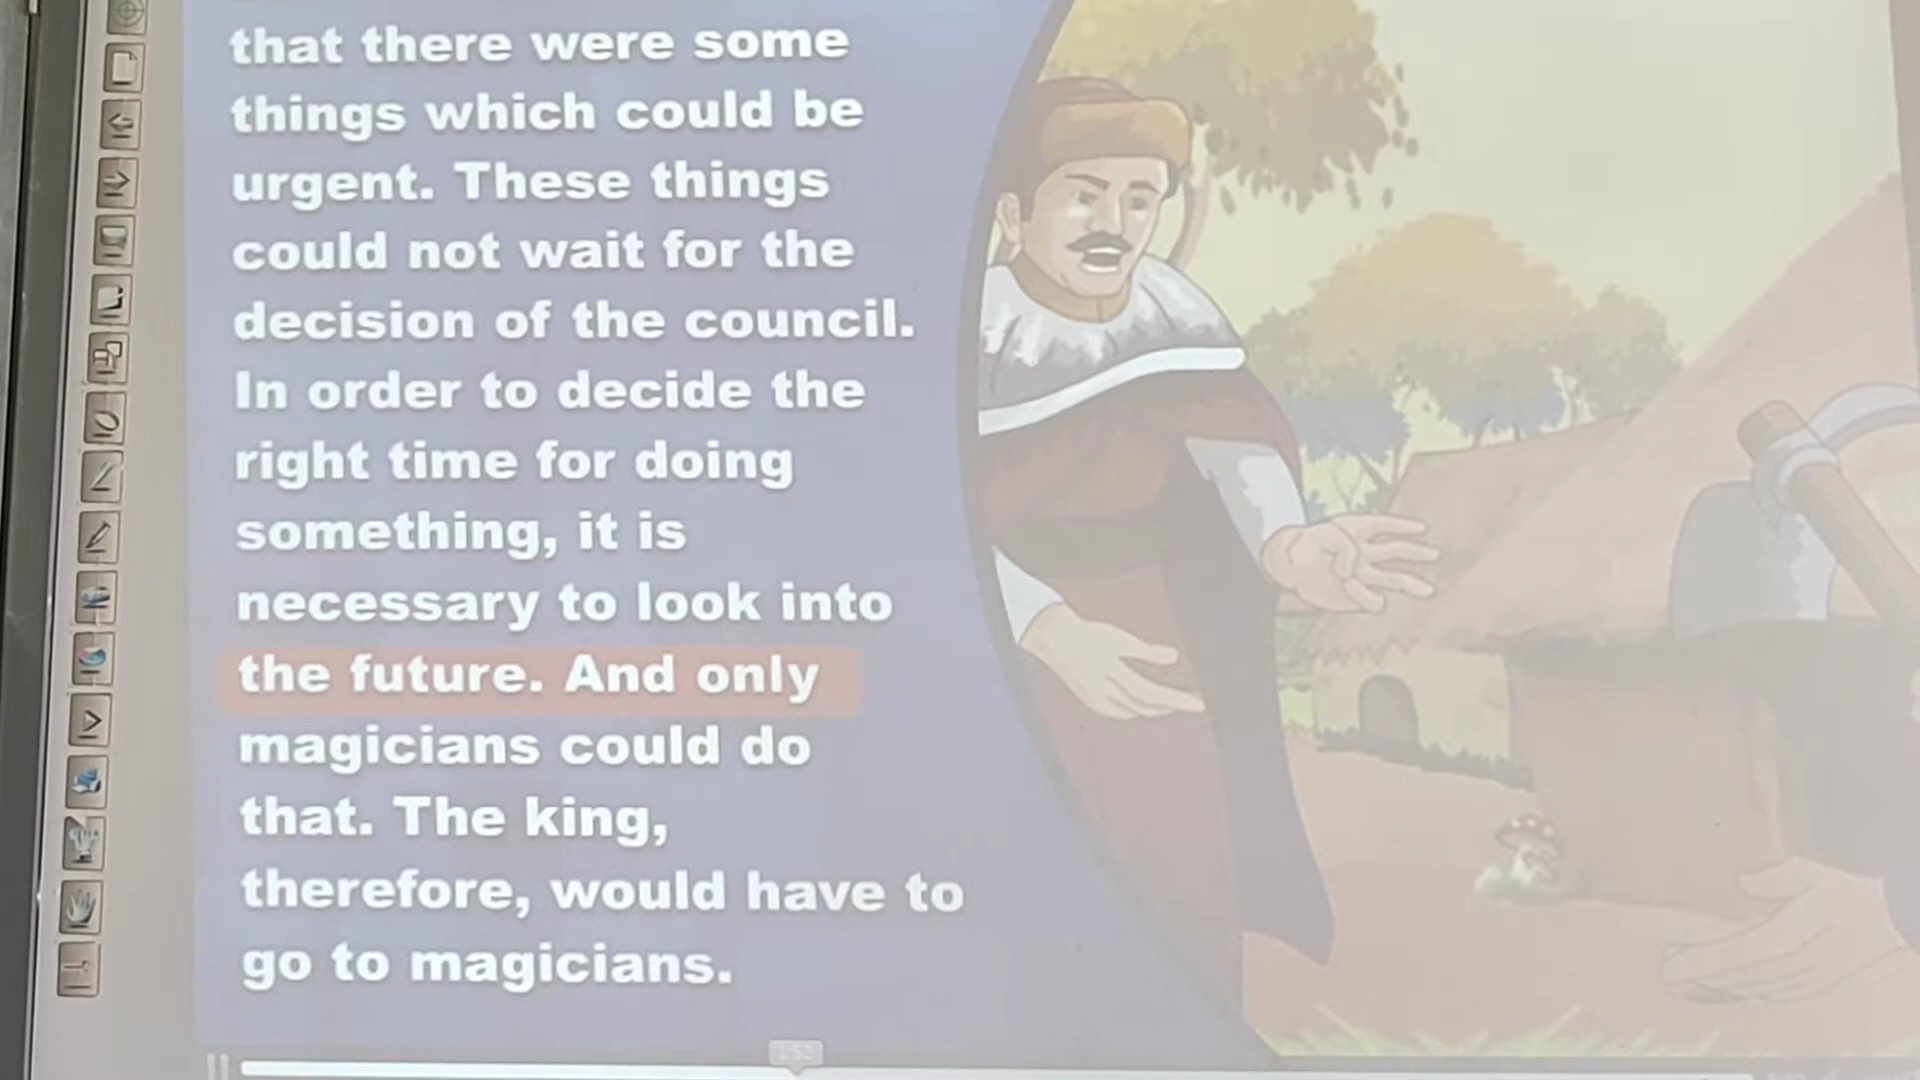 that there were some
things which could be
urgent. These things
could not wait for the
decision of the council.
In order to decide the
right time for doing
something, it is
necessary to look into
the future. And only
magicians could do
that. The king,
therefore, would have to
go to magicians.